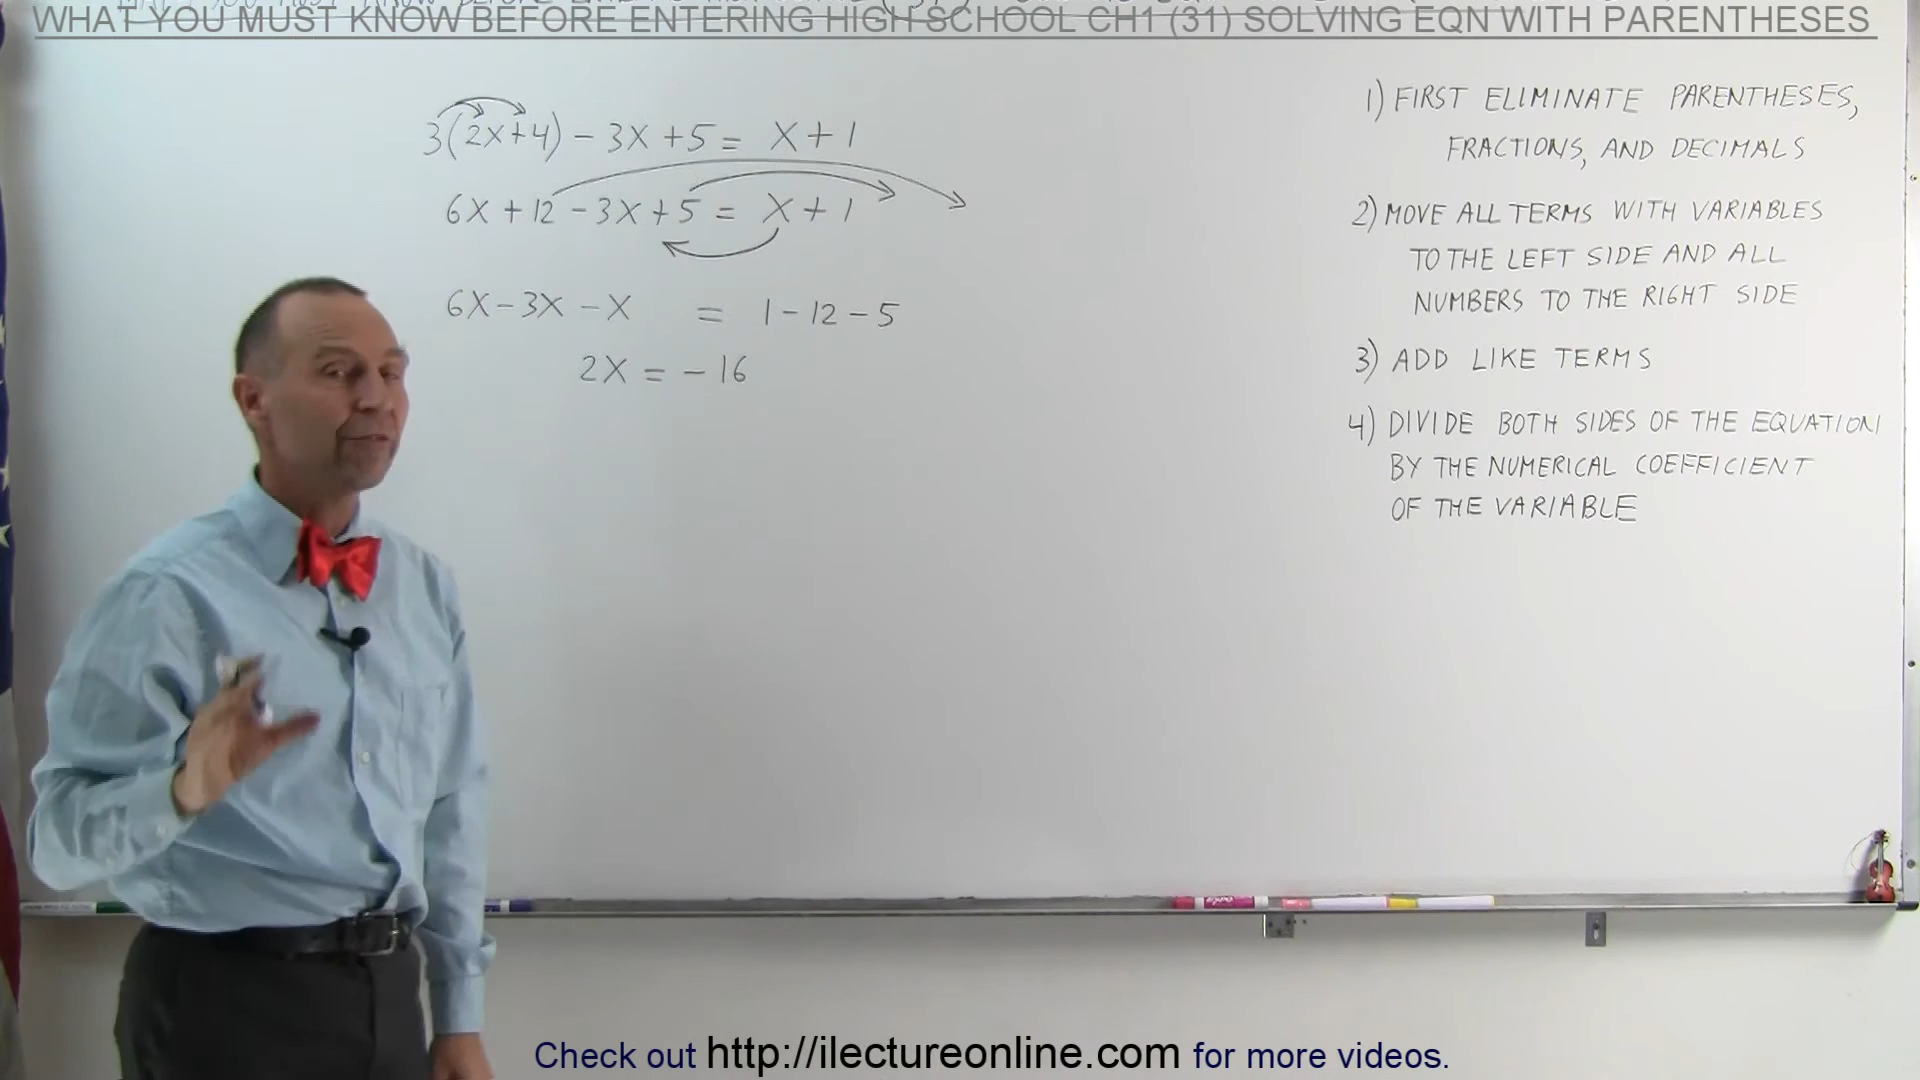 WHAT YOU MUST KNOW BEFORE ENTERING HIGH SCHOOL CH1 (31) SOLVING EQN WITH PARENTHESES
3(2X+4) - 3X +5 = X + 1
6X + 12 - 3X + 5 = X + 1
6X - 3X - X = 1 - 12 - 5
2X = - 16
1) FIRST ELIMINATE PARENTHESES,
FRACTIONS, AND DECIMALS
2) MOVE ALL TERMS WITH VARIABLES
TO THE LEFT SIDE AND ALL
NUMBERS TO THE RIGHT SIDE
3) ADD LIKE TERMS
4) DIVIDE BOTH SIDES OF THE EQUATION
BY THE NUMERICAL COEFFICIENT
OF THE VARIABLE
Check out http://ilectureonline.com for more videos.